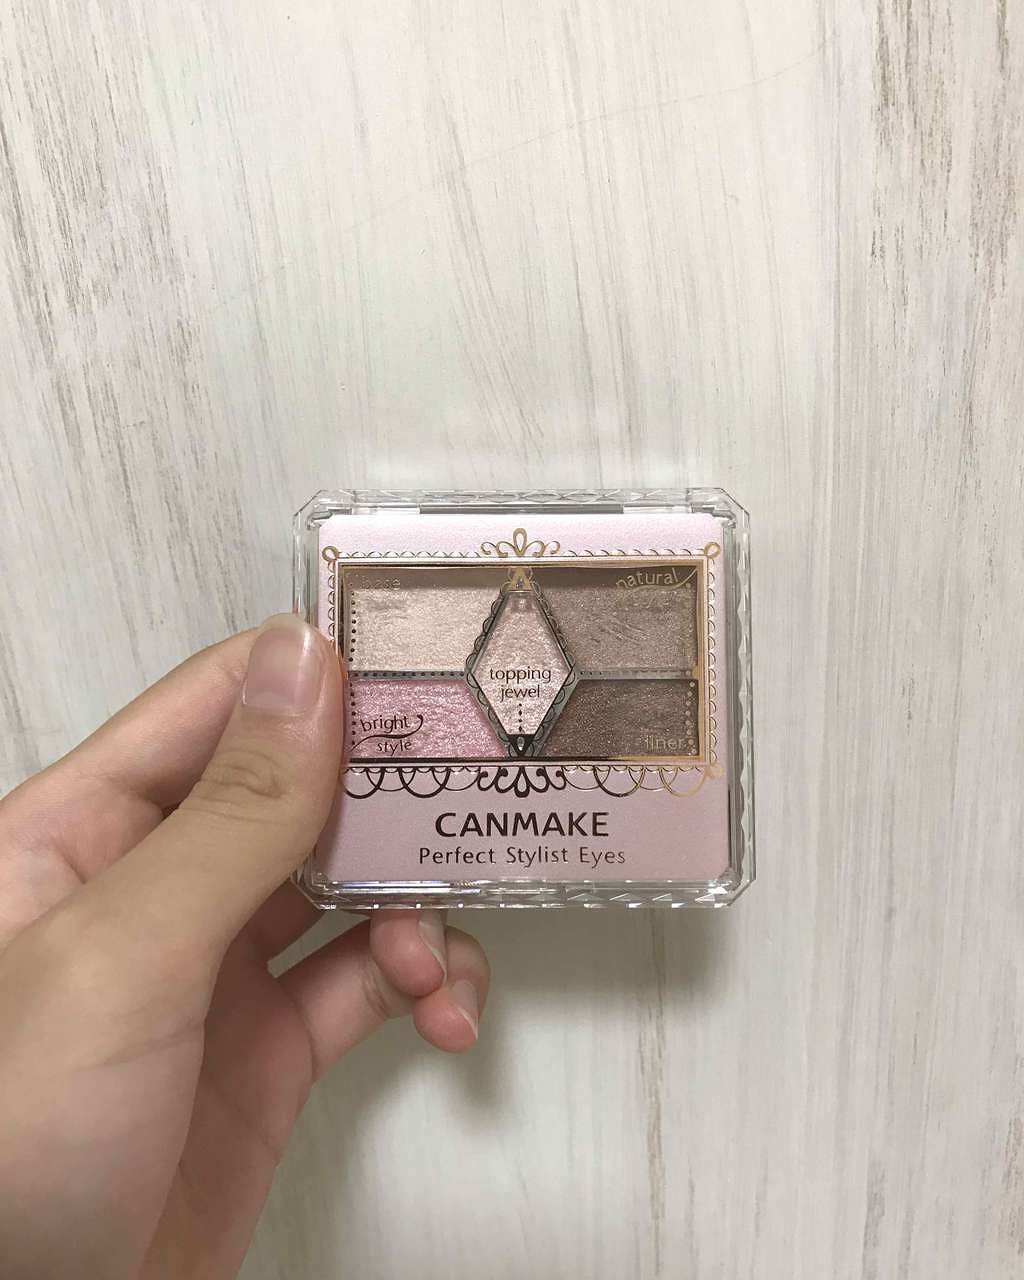 base
natural
topping
jewel
bright
style
liner
CANMAKE
Perfect Stylist Eyes